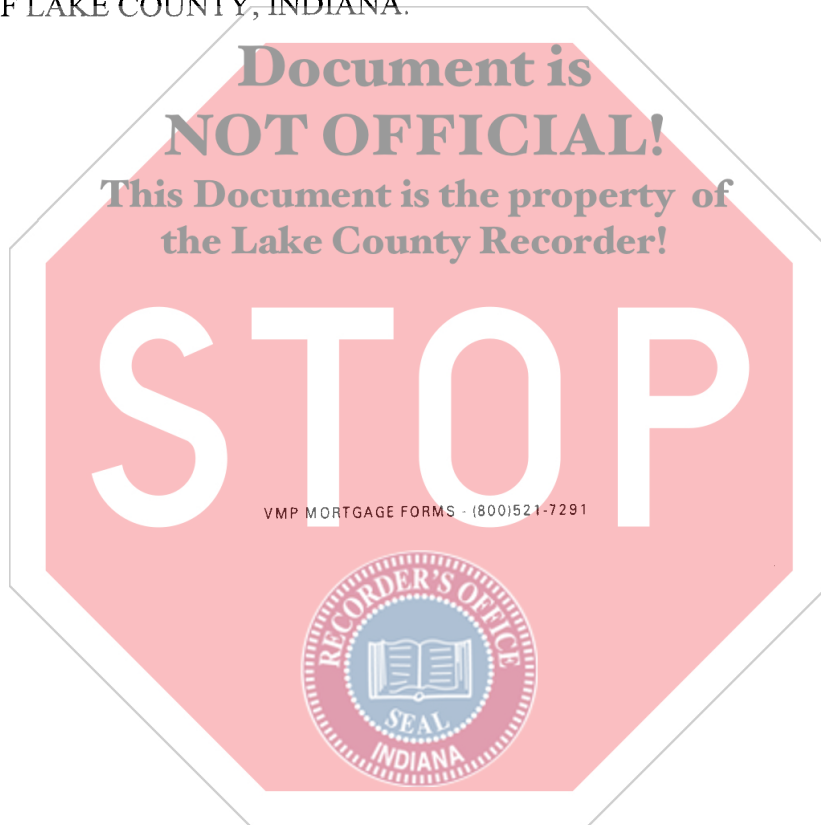 F LAKE COUNTY, INDIANA.
Document is
NOT OFFICIAL!
This Document is the property of
the Lake County Recorder!
STOP
VMP MORTGAGE FORMS - (800)521-7291
RECORDER'S OFFICE
SEAL
INDIANA